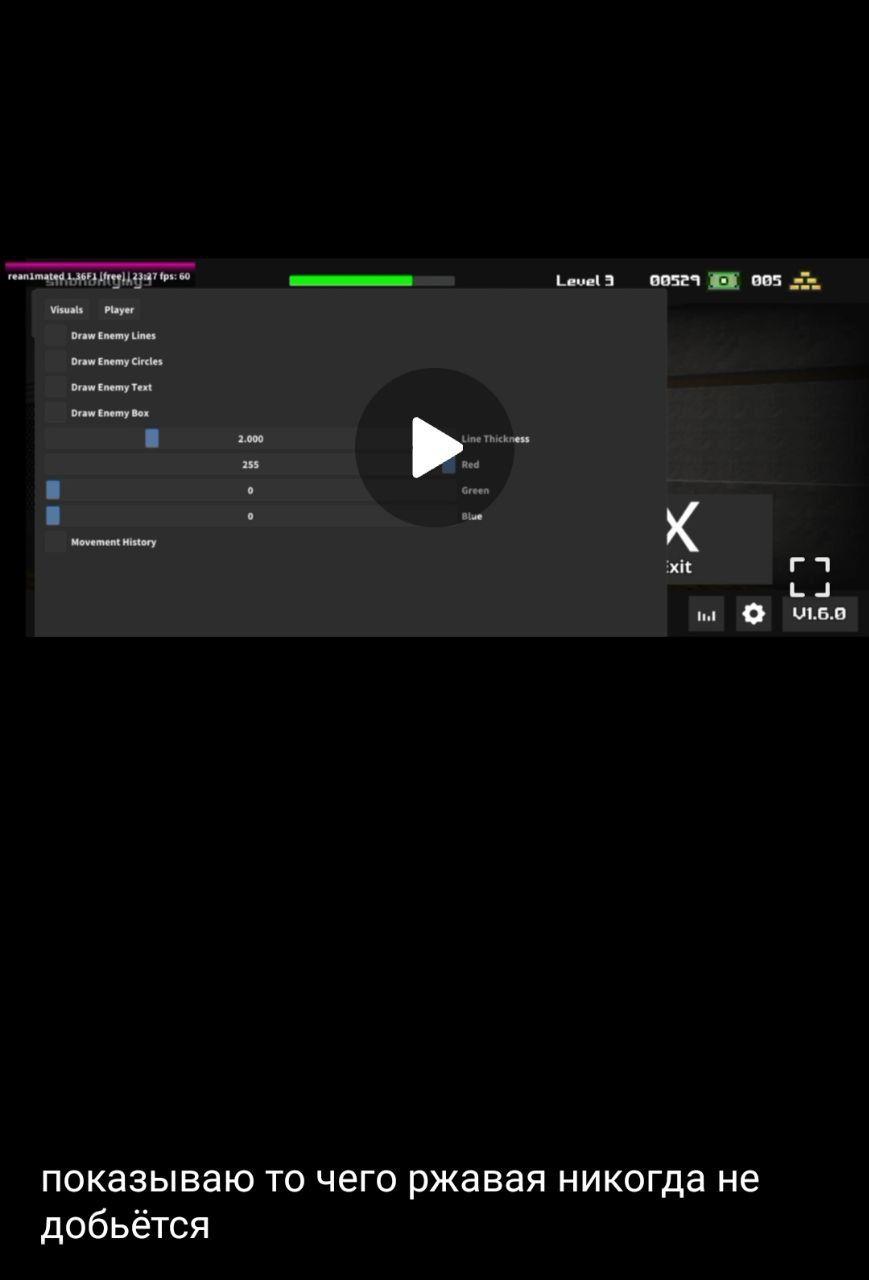 rean1mated 1.36F1 [free] | 23:27 fps: 60
Level 3 00529 005
Visuals Player
Draw Enemy Lines
Draw Enemy Circles
Draw Enemy Text
Draw Enemy Box
2.000 Line Thickness
255 Red
0 Green
0 Blue
Movement History
X
Exit
V1.6.0
показываю то чего ржавая никогда не
добьётся